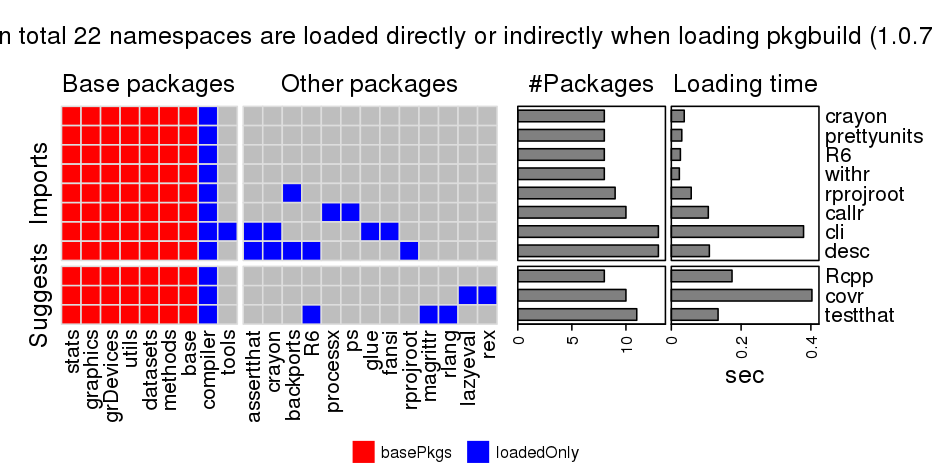 n total 22 namespaces are loaded directly or indirectly when loading pkgbuild (1.0.7
Base packages
Other packages
#Packages
Loading time
Imports
Suggests
crayon
prettyunits
R6
withr
rprojroot
callr
cli
desc
Rcpp
covr
testthat
stats
graphics
grDevices
utils
datasets
methods
base
compiler
tools
assertthat
crayon
backports
R6
processx
ps
glue
fansi
rprojroot
magrittr
rlang
lazyeval
rex
0
5
10
0
0.2
0.4
sec
basePkgs
loadedOnly